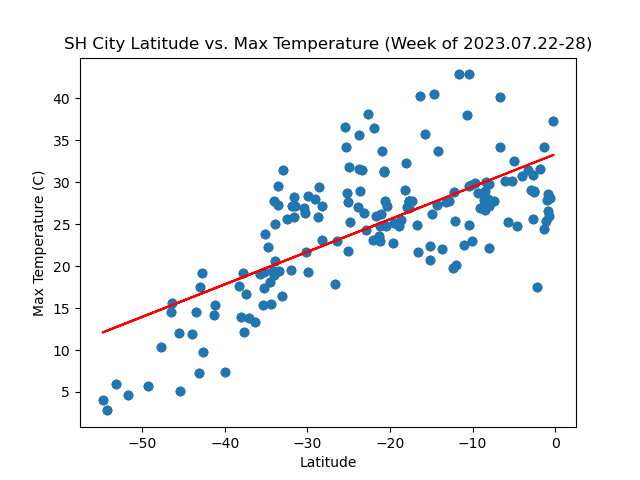 SH City Latitude vs. Max Temperature (Week of 2023.07.22-28)
Max Temperature (C)
40
35
30
25
20
15
10
5
−50 −40 −30 −20 −10 0
Latitude